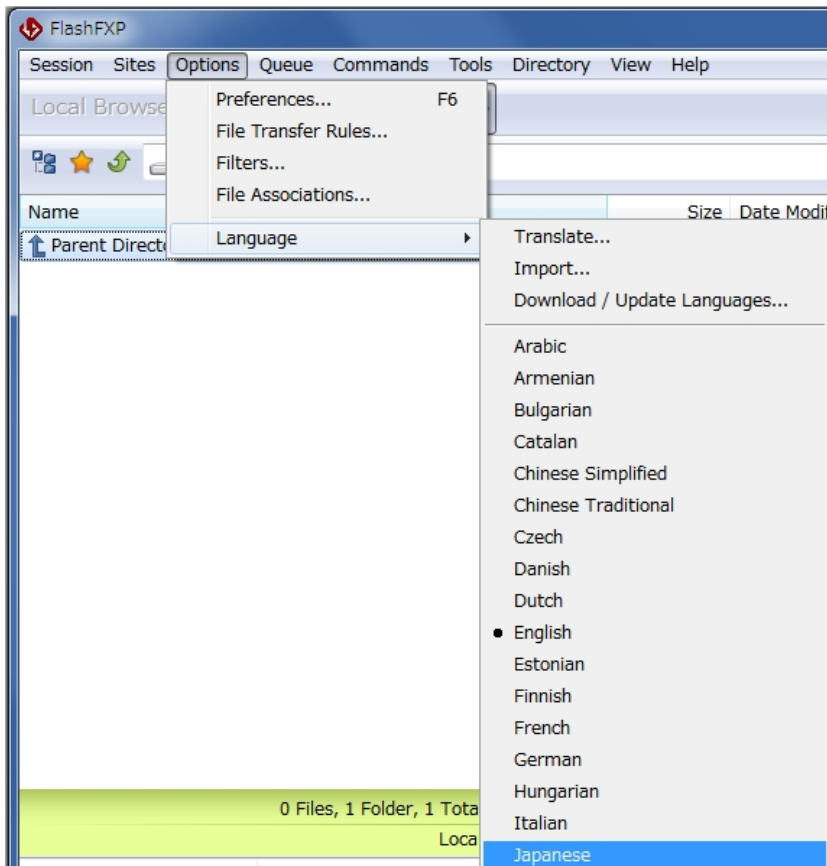 FlashFXP
Session Sites Options Queue Commands Tools Directory View Help
Local Browse
Preferences... F6
File Transfer Rules...
Filters...
File Associations...
Language
Name Size Date Modif
Parent Directo
Translate...
Import...
Download / Update Languages...
Arabic
Armenian
Bulgarian
Catalan
Chinese Simplified
Chinese Traditional
Czech
Danish
Dutch
English
Estonian
Finnish
French
German
Hungarian
Italian
Japanese
0 Files, 1 Folder, 1 Tota
Loca